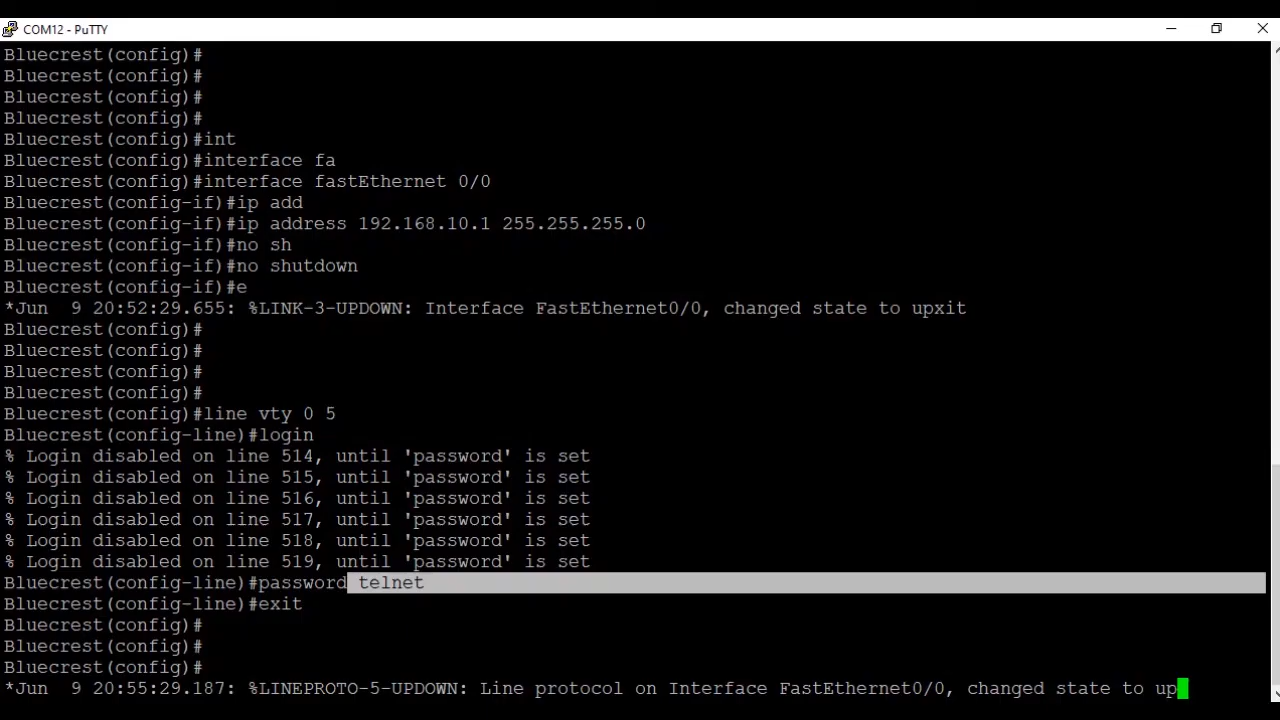 COM12 - PuTTY
Bluecrest(config)#
Bluecrest(config)#
Bluecrest(config)#
Bluecrest(config)#
Bluecrest(config)#int
Bluecrest(config)#interface fa
Bluecrest(config)#interface fastEthernet 0/0
Bluecrest(config-if)#ip add
Bluecrest(config-if)#ip address 192.168.10.1 255.255.255.0
Bluecrest(config-if)#no sh
Bluecrest(config-if)#no shutdown
Bluecrest(config-if)#e
*Jun  9 20:52:29.655: %LINK-3-UPDOWN: Interface FastEthernet0/0, changed state to upxit
Bluecrest(config)#
Bluecrest(config)#
Bluecrest(config)#
Bluecrest(config)#
Bluecrest(config)#line vty 0 5
Bluecrest(config-line)#login
% Login disabled on line 514, until 'password' is set
% Login disabled on line 515, until 'password' is set
% Login disabled on line 516, until 'password' is set
% Login disabled on line 517, until 'password' is set
% Login disabled on line 518, until 'password' is set
% Login disabled on line 519, until 'password' is set
Bluecrest(config-line)#password telnet
Bluecrest(config-line)#exit
Bluecrest(config)#
Bluecrest(config)#
Bluecrest(config)#
*Jun  9 20:55:29.187: %LINEPROTO-5-UPDOWN: Line protocol on Interface FastEthernet0/0, changed state to up